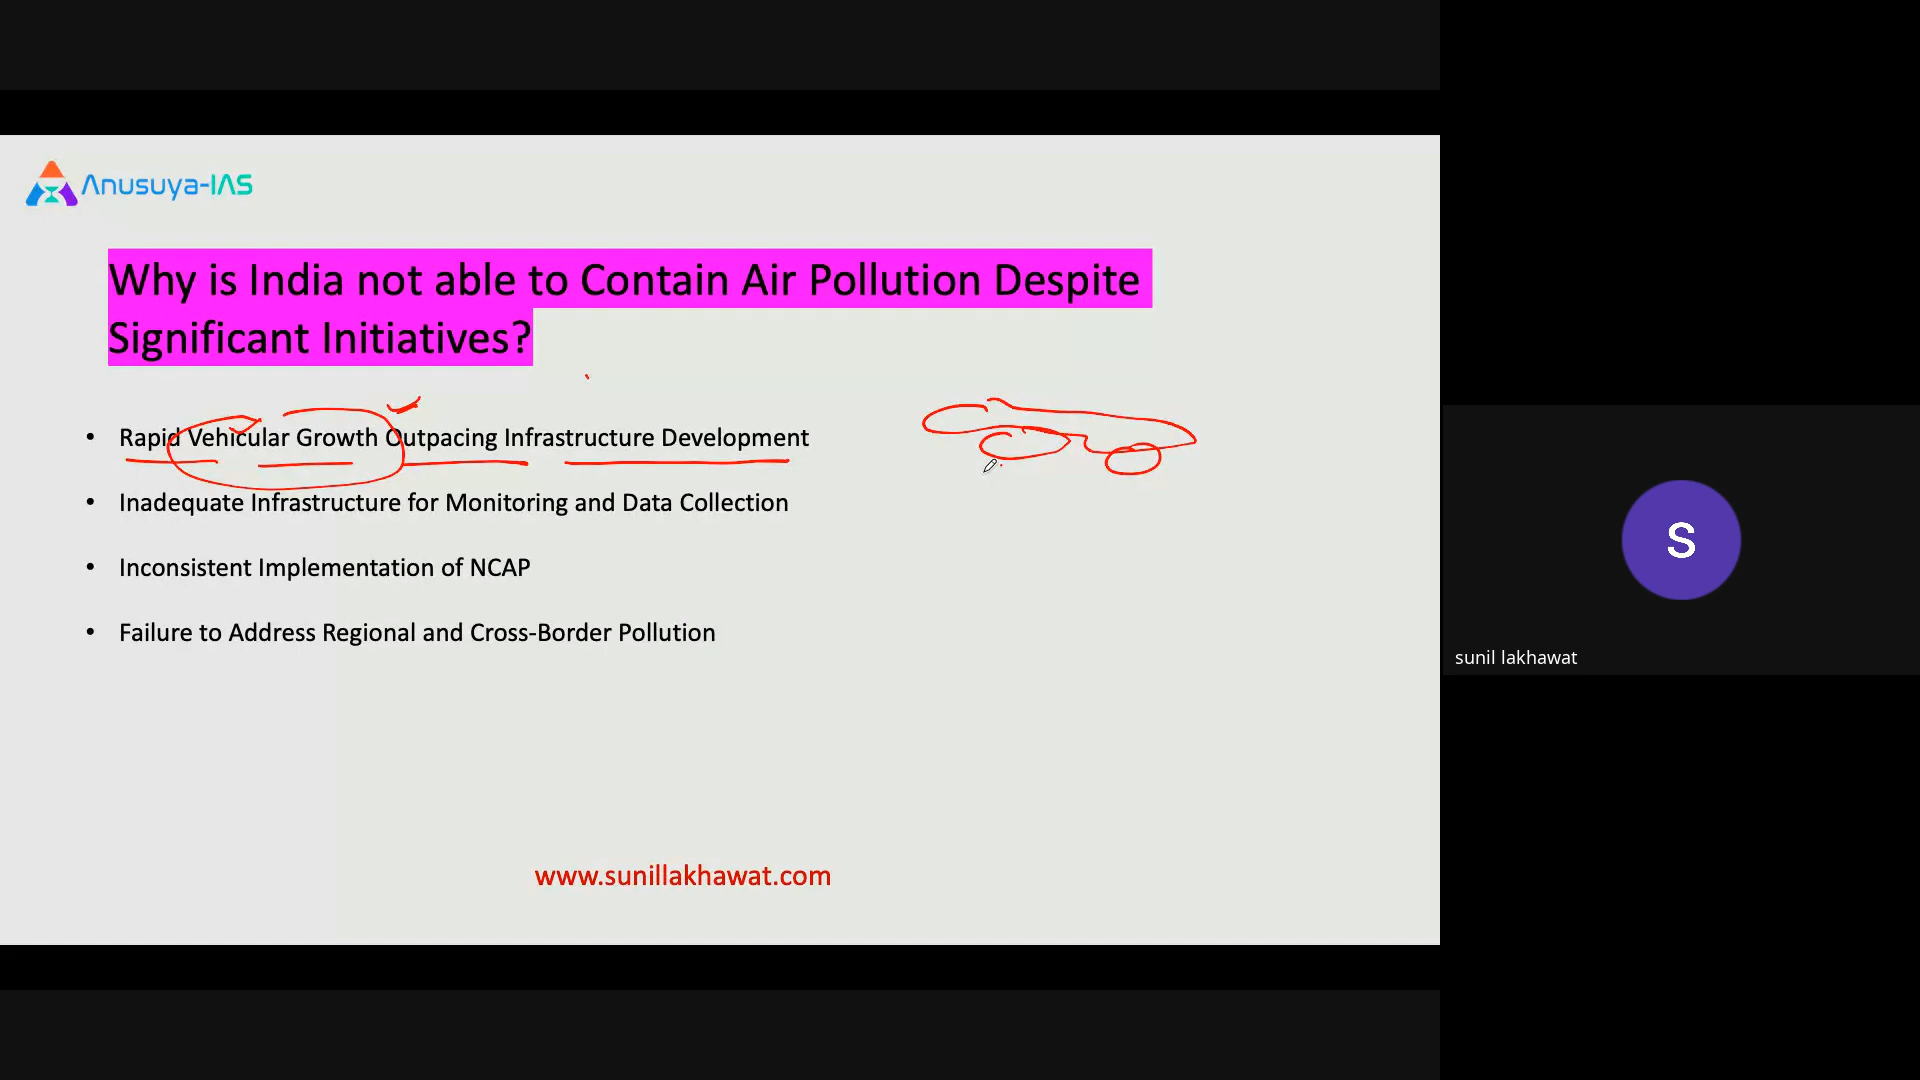 Anusuya-IAS
Why is India not able to Contain Air Pollution Despite
Significant Initiatives?
• Rapid Vehicular Growth Outpacing Infrastructure Development
• Inadequate Infrastructure for Monitoring and Data Collection
• Inconsistent Implementation of NCAP
• Failure to Address Regional and Cross-Border Pollution
www.sunillakhawat.com
S
sunil lakhawat